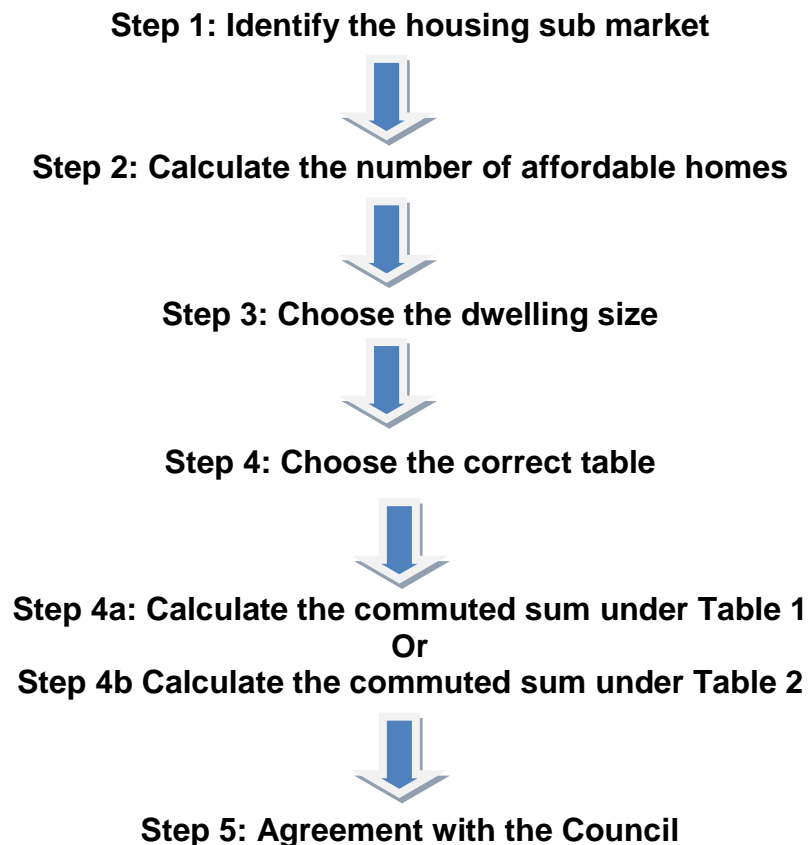 Step 1: Identify the housing sub market
Step 2: Calculate the number of affordable homes
Step 3: Choose the dwelling size
Step 4: Choose the correct table
Step 4a: Calculate the commuted sum under Table 1
Or
Step 4b Calculate the commuted sum under Table 2
Step 5: Agreement with the Council